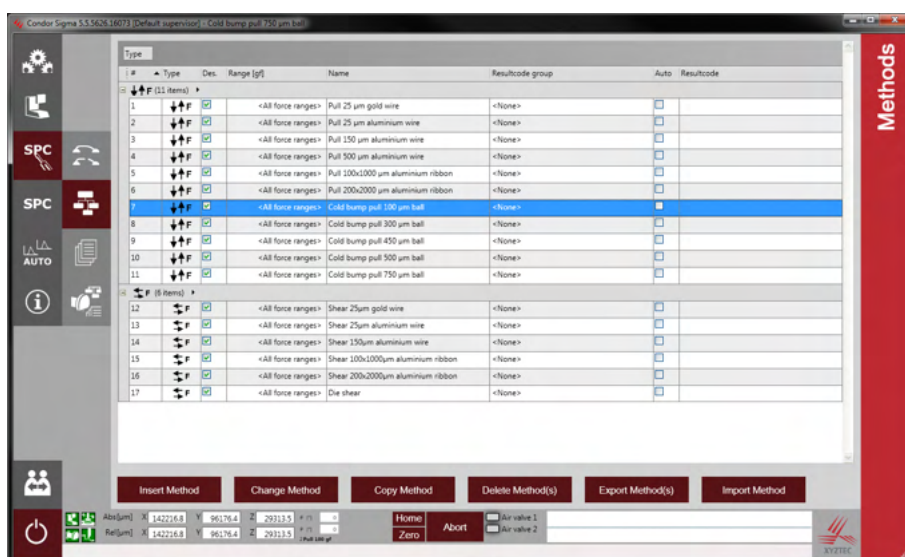 Condor Sigma 5.5.5626.16073 [Default supervisor] - Cold bump pull 750 µm ball
Methods
Type
# Type Des. Range [gf] Name Resultcode group Auto Resultcode
F (11 items)
1 F <All force ranges> Pull 25 µm gold wire <None>
2 F <All force ranges> Pull 25 µm aluminium wire <None>
3 F <All force ranges> Pull 150 µm aluminium wire <None>
4 F <All force ranges> Pull 500 µm aluminium wire <None>
5 F <All force ranges> Pull 100x1000 µm aluminium ribbon <None>
6 F <All force ranges> Pull 200x2000 µm aluminium ribbon <None>
7 F <All force ranges> Cold bump pull 100 µm ball <None>
8 F <All force ranges> Cold bump pull 300 µm ball <None>
9 F <All force ranges> Cold bump pull 450 µm ball <None>
10 F <All force ranges> Cold bump pull 500 µm ball <None>
11 F <All force ranges> Cold bump pull 750 µm ball <None>
F (6 items)
12 F <All force ranges> Shear 25µm gold wire <None>
13 F <All force ranges> Shear 25µm aluminium wire <None>
14 F <All force ranges> Shear 150µm aluminium wire <None>
15 F <All force ranges> Shear 100x1000µm aluminium ribbon <None>
16 F <All force ranges> Shear 200x2000µm aluminium ribbon <None>
17 F <All force ranges> Die shear <None>
SPC
SPC
AUTO
Insert Method Change Method Copy Method Delete Method(s) Export Method(s) Import Method
Abs[µm] X 142216.8 Y 96176.4 Z 29313.5
Rel[µm] X 142216.8 Y 96176.4 Z 29313.5
Pull 100 gf
Home
Zero
Abort
Air valve 1
Air valve 2
XYZTEC